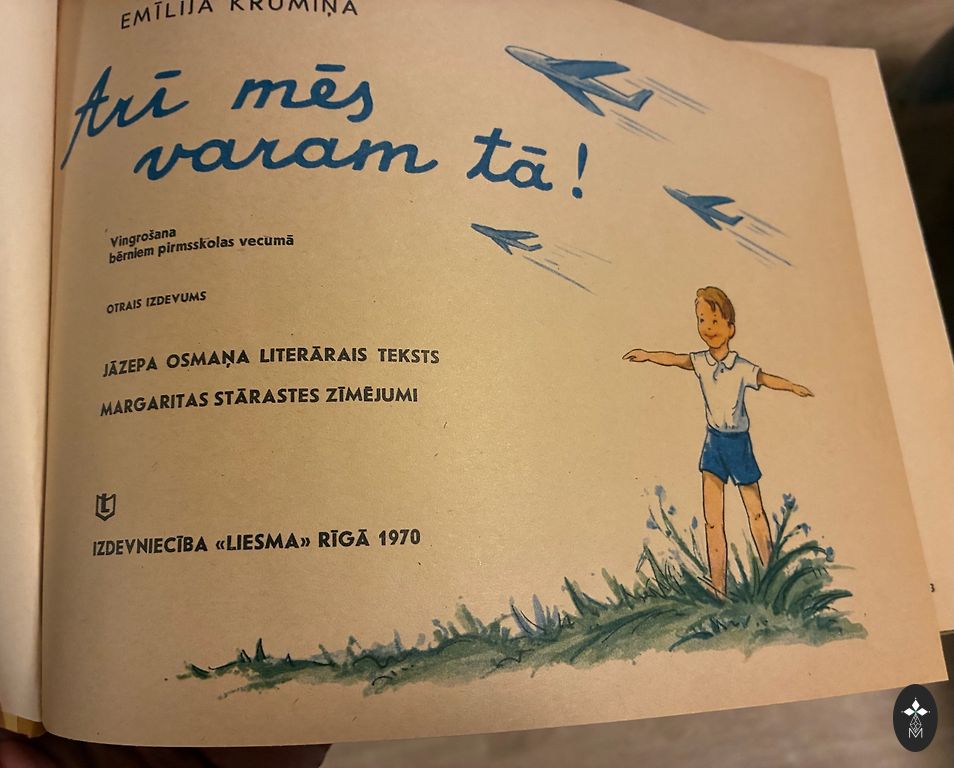 EMĪLIJA KRŪMIŅA
Arī mēs
varam tā!
Vingrošana
bērniem pirmsskolas vecumā
OTRAIS IZDEVUMS
JĀZEPA OSMAŅA LITERĀRAIS TEKSTS
MARGARITAS STĀRASTES ZĪMĒJUMI
L
IZDEVNIECĪBA «LIESMA» RĪGĀ 1970
3
M